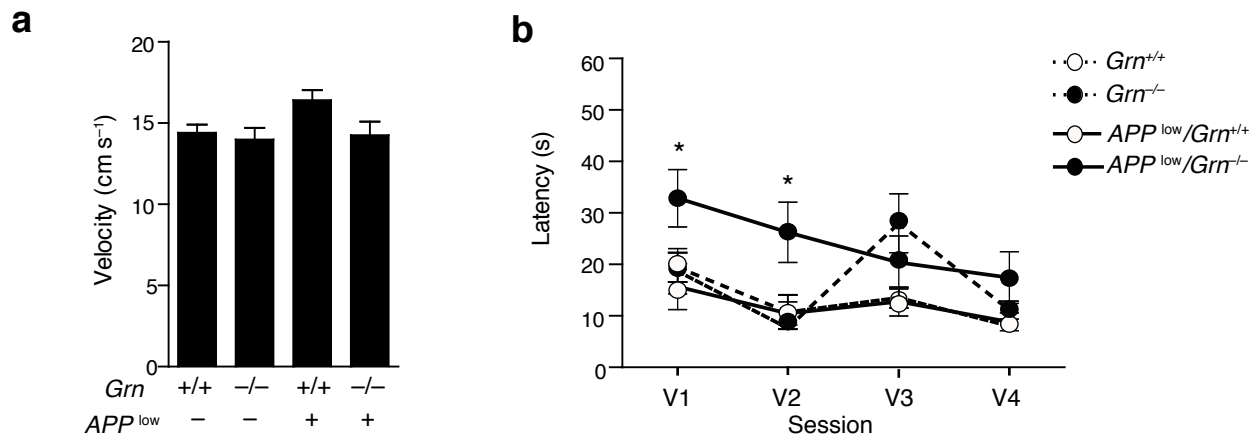 a
20
15
10
5
0
Velocity (cm s⁻¹)
Grn +/+ –/– +/+ –/–
APP low – – + +
b
60
50
40
30
20
10
0
Latency (s)
* *
V1 V2 V3 V4
Session
Grn+/+
Grn–/–
APP low/Grn+/+
APP low/Grn–/–